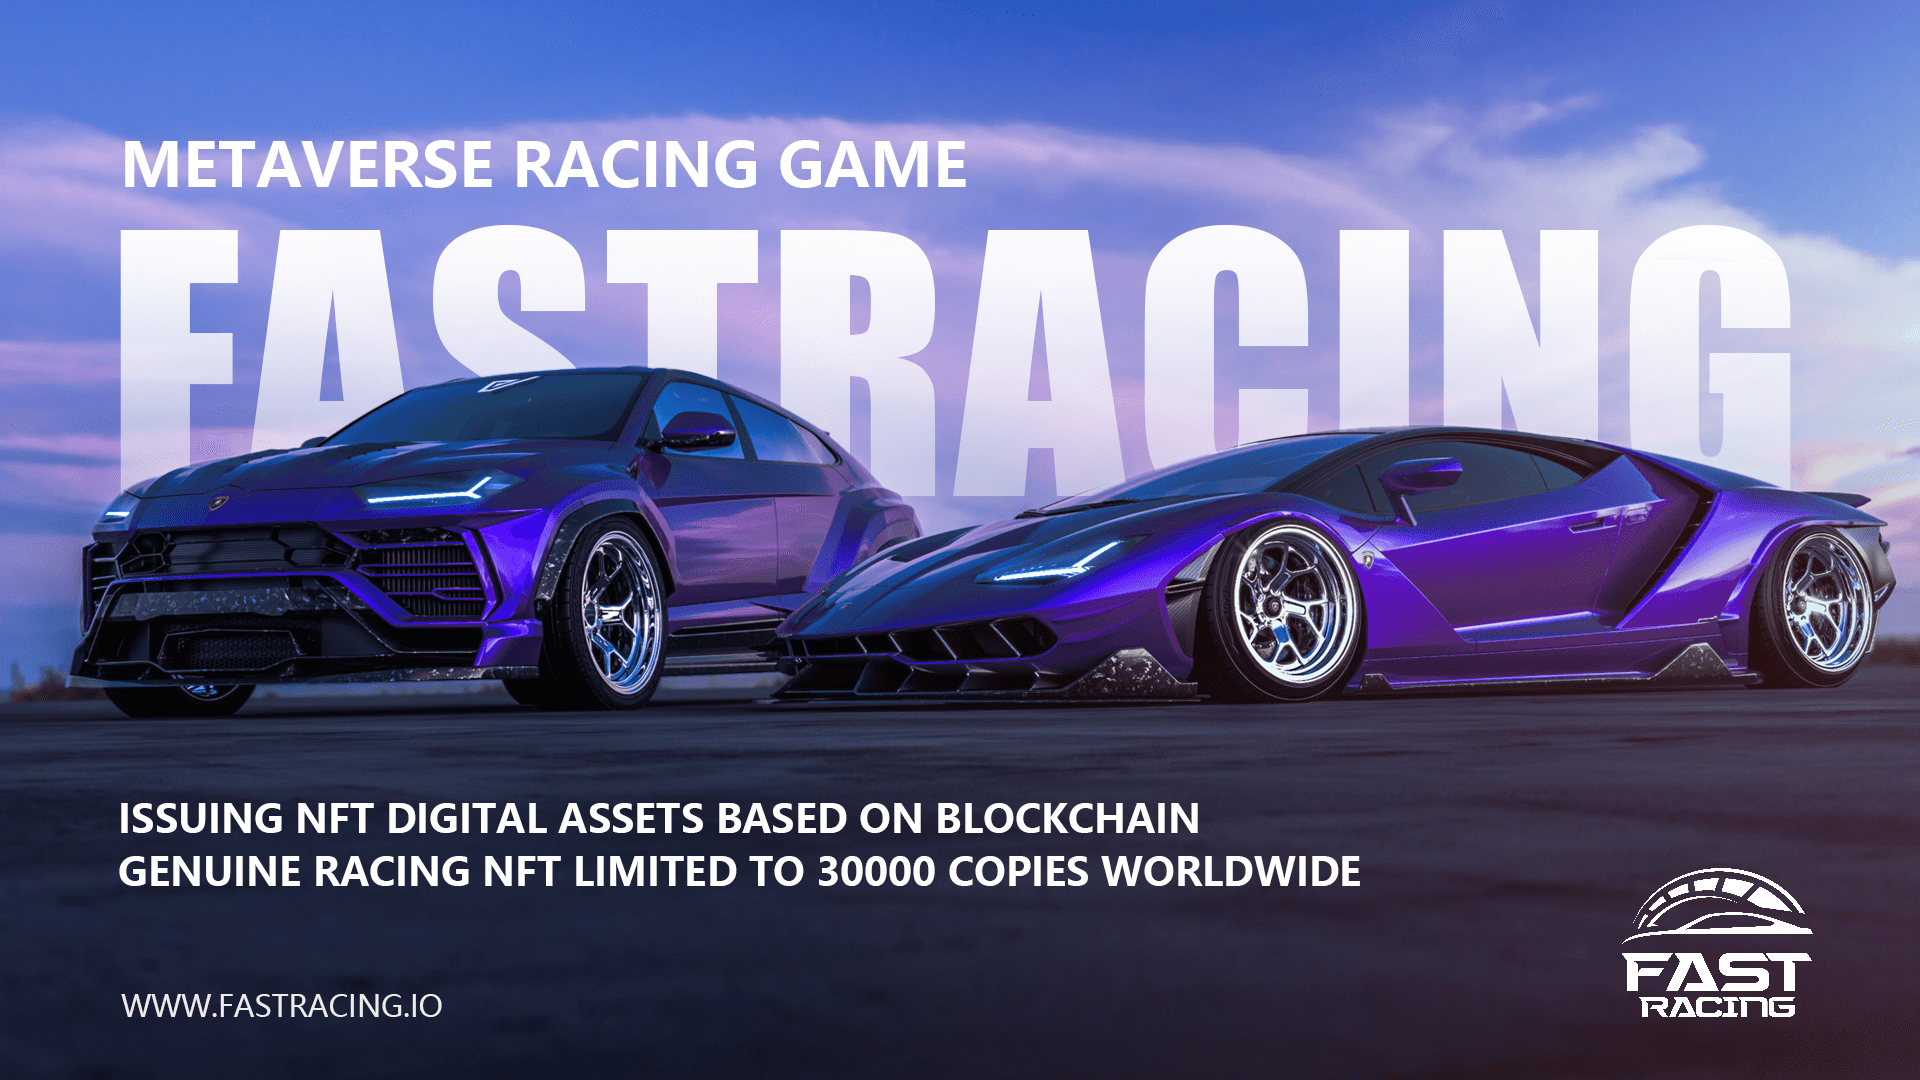 METAVERSE RACING GAME
FASTRACING
ISSUING NFT DIGITAL ASSETS BASED ON BLOCKCHAIN
GENUINE RACING NFT LIMITED TO 30000 COPIES WORLDWIDE
WWW.FASTRACING.IO
FAST
RACING